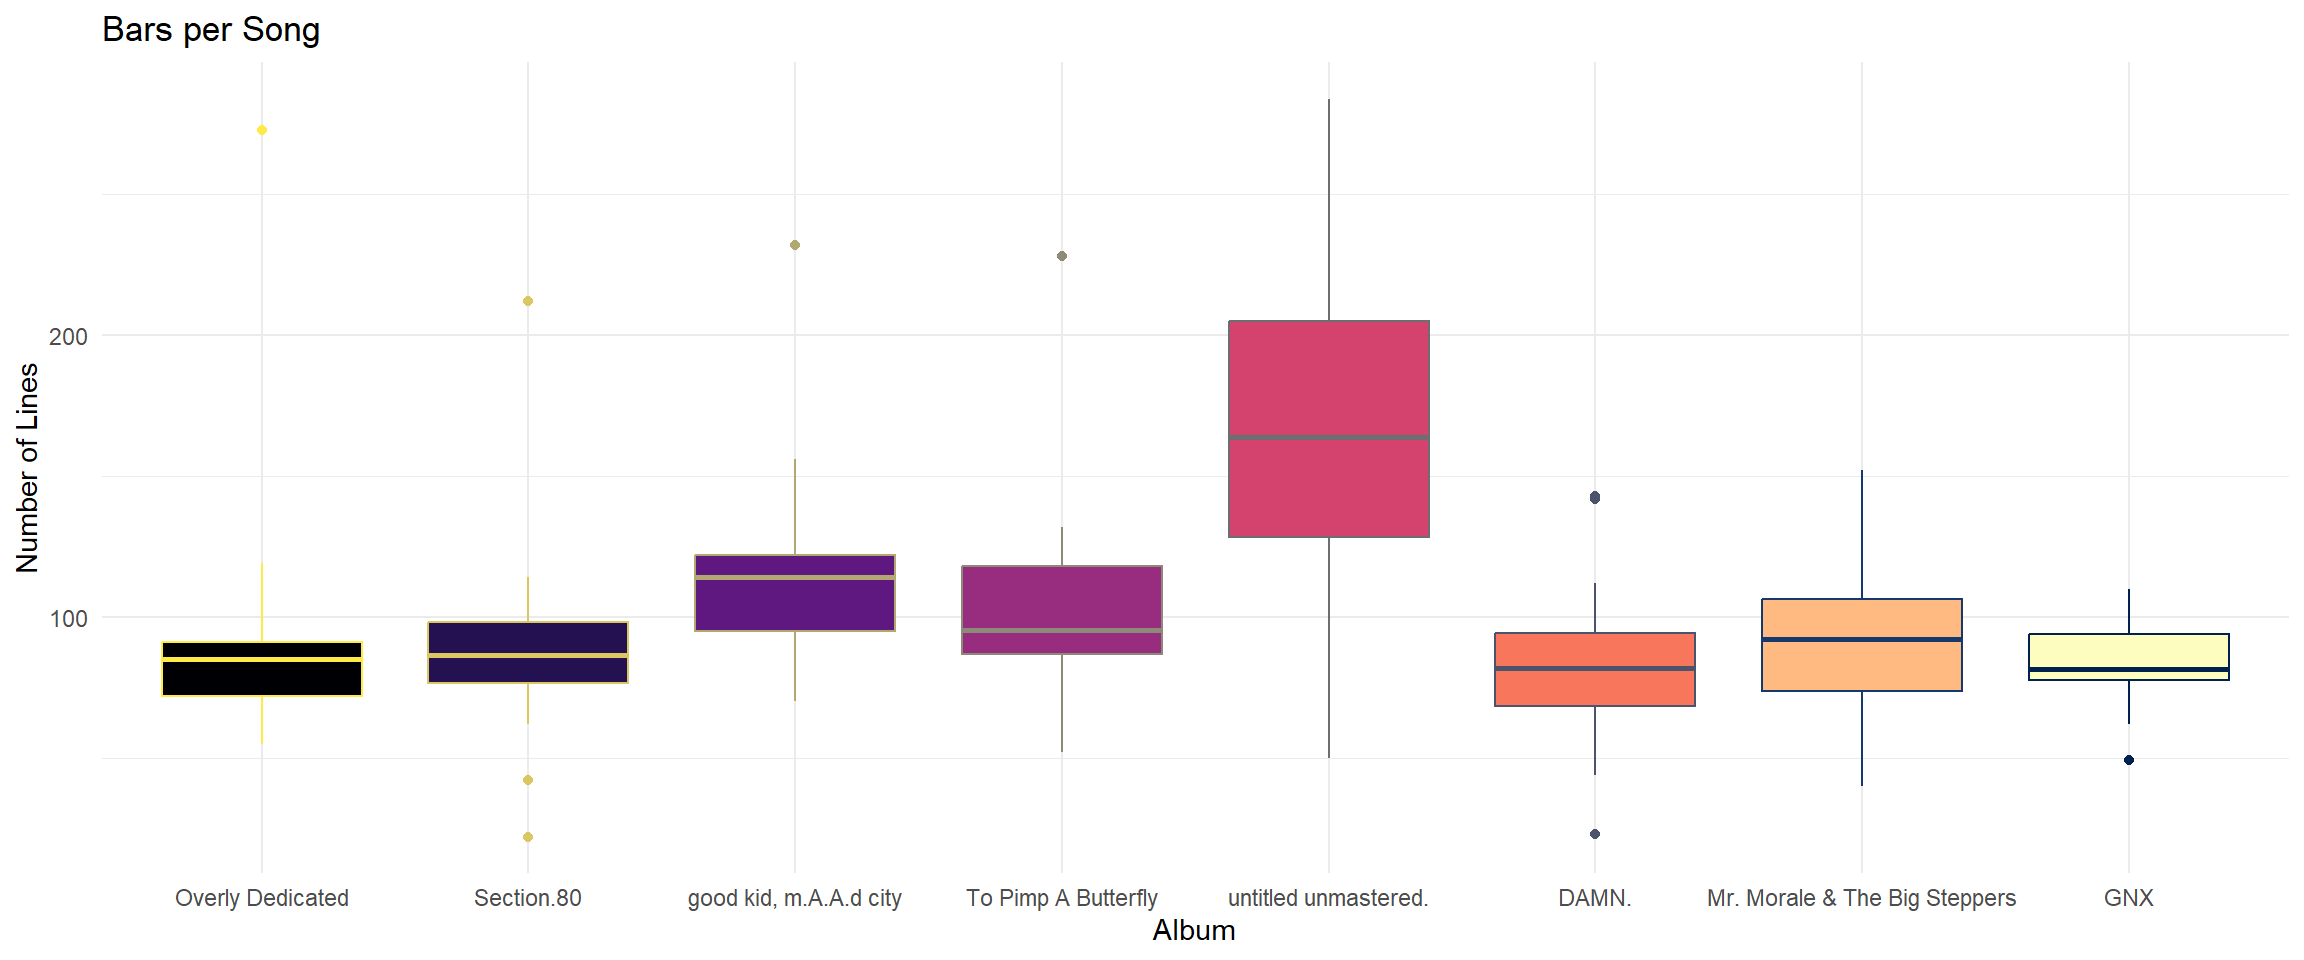 Bars per Song
Number of Lines
200
100
Overly Dedicated
Section.80
good kid, m.A.A.d city
To Pimp A Butterfly
untitled unmastered.
DAMN.
Mr. Morale & The Big Steppers
GNX
Album